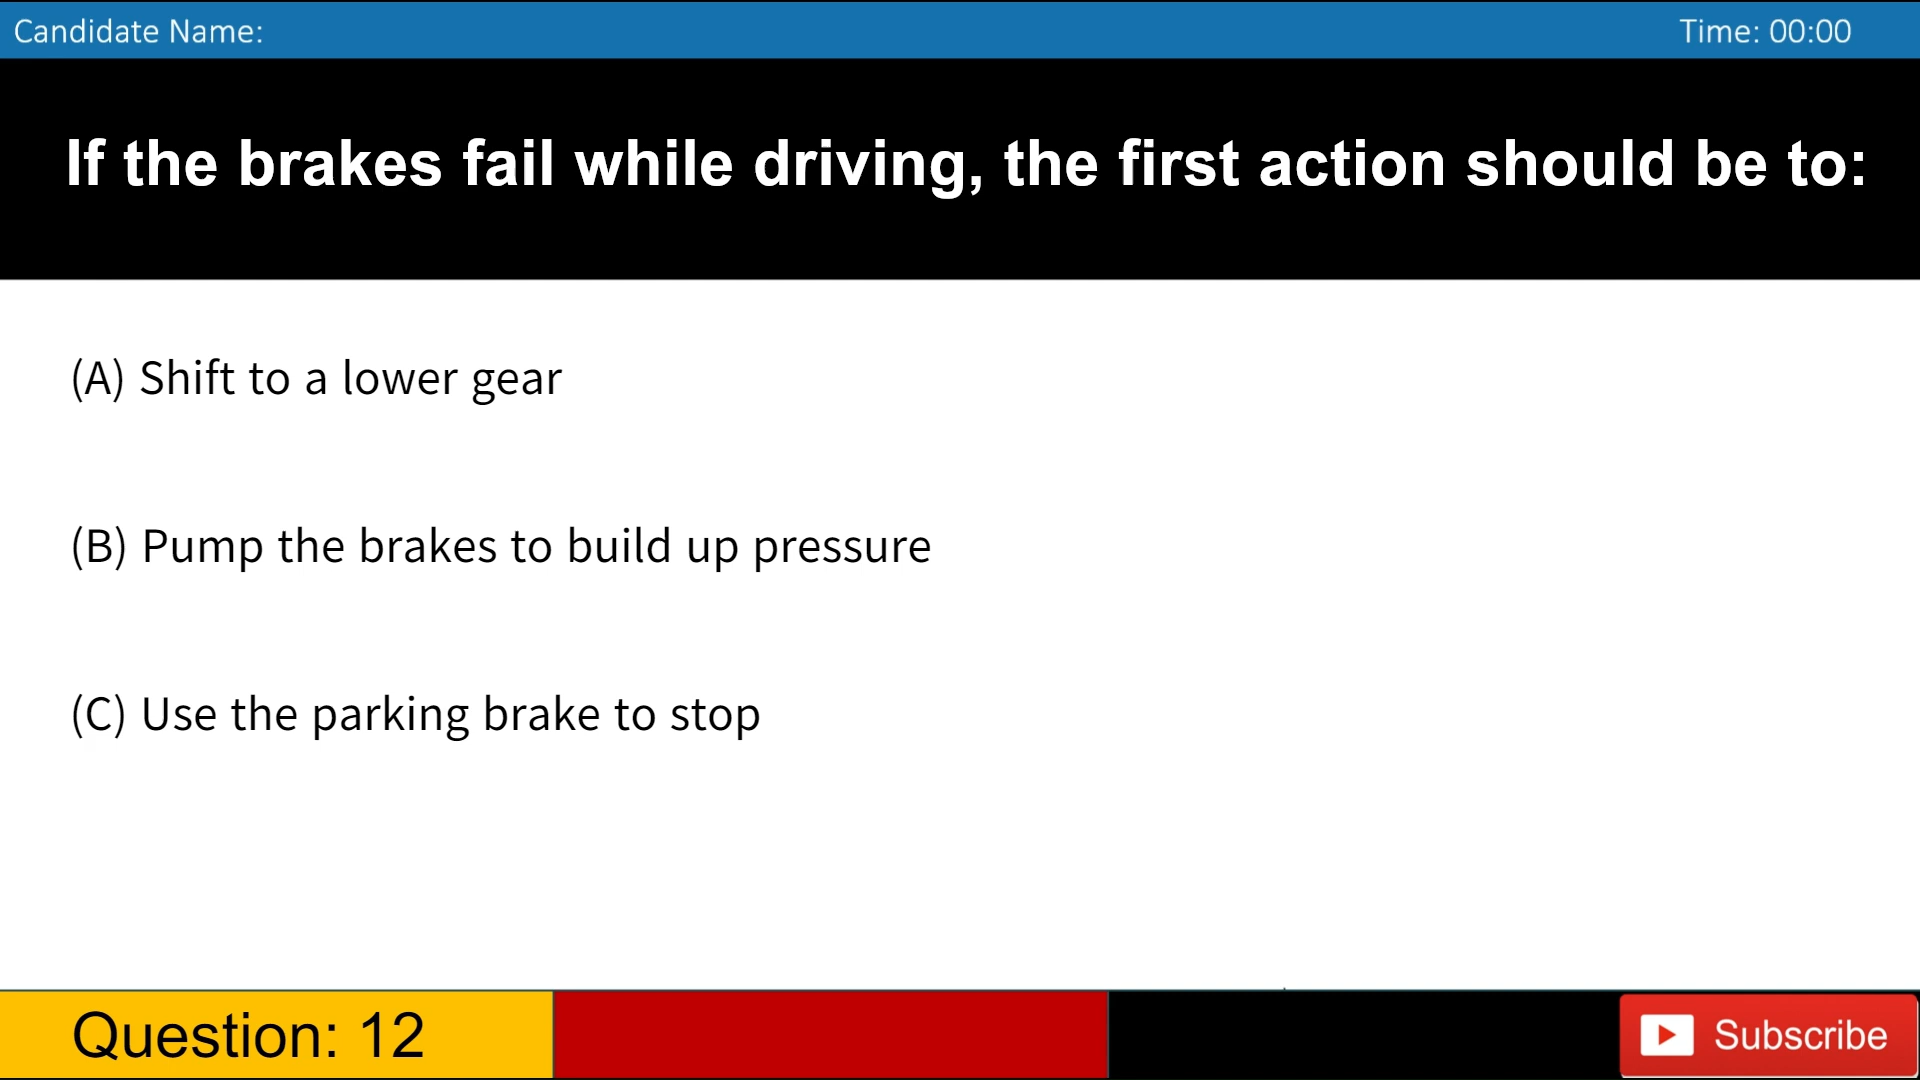 Candidate Name:
Time: 00:00
If the brakes fail while driving, the first action should be to:
(A) Shift to a lower gear
(B) Pump the brakes to build up pressure
(C) Use the parking brake to stop
Question: 12
Subscribe